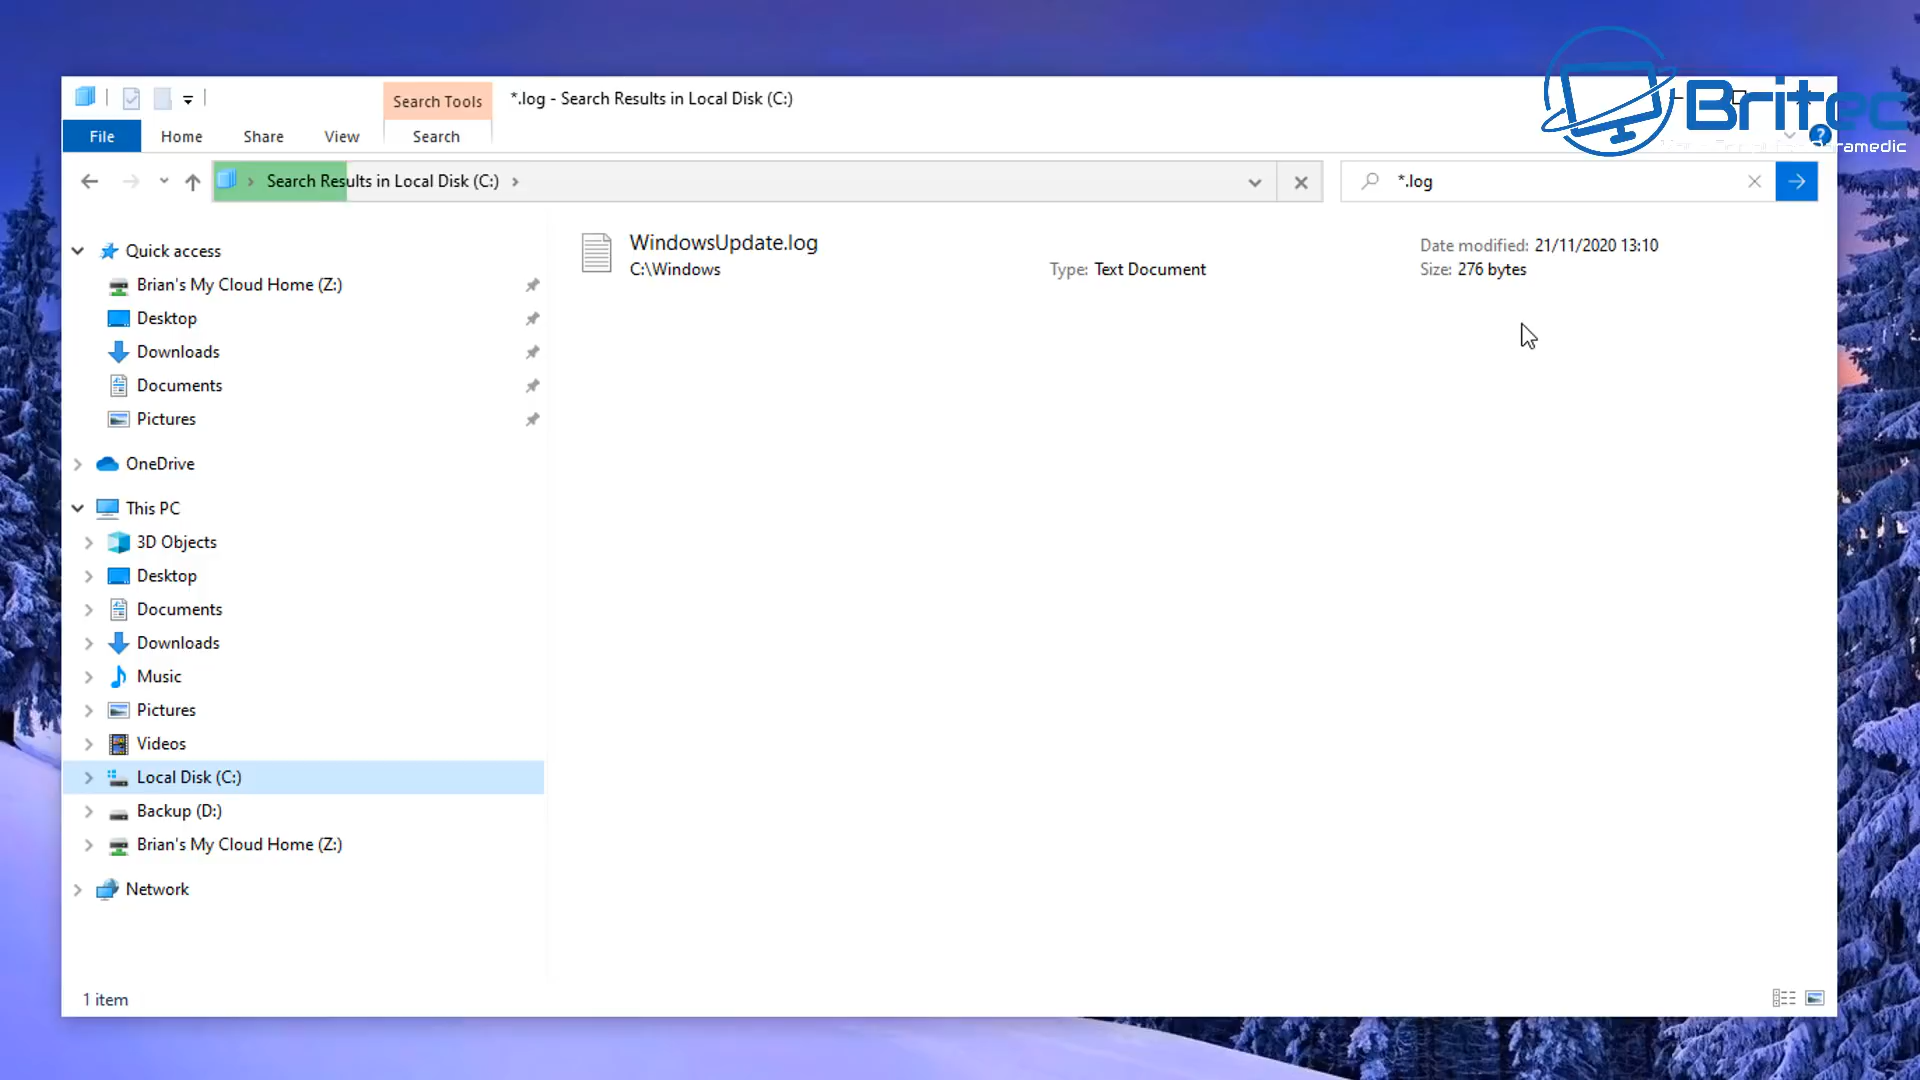 Britec
Search Tools
*.log - Search Results in Local Disk (C:)
File
Home
Share
View
Search
Search Results in Local Disk (C:)
*.log
Quick access
Brian's My Cloud Home (Z:)
Desktop
Downloads
Documents
Pictures
OneDrive
This PC
3D Objects
Desktop
Documents
Downloads
Music
Pictures
Videos
Local Disk (C:)
Backup (D:)
Brian's My Cloud Home (Z:)
Network
WindowsUpdate.log
C:\Windows
Type: Text Document
Date modified: 21/11/2020 13:10
Size: 276 bytes
1 item